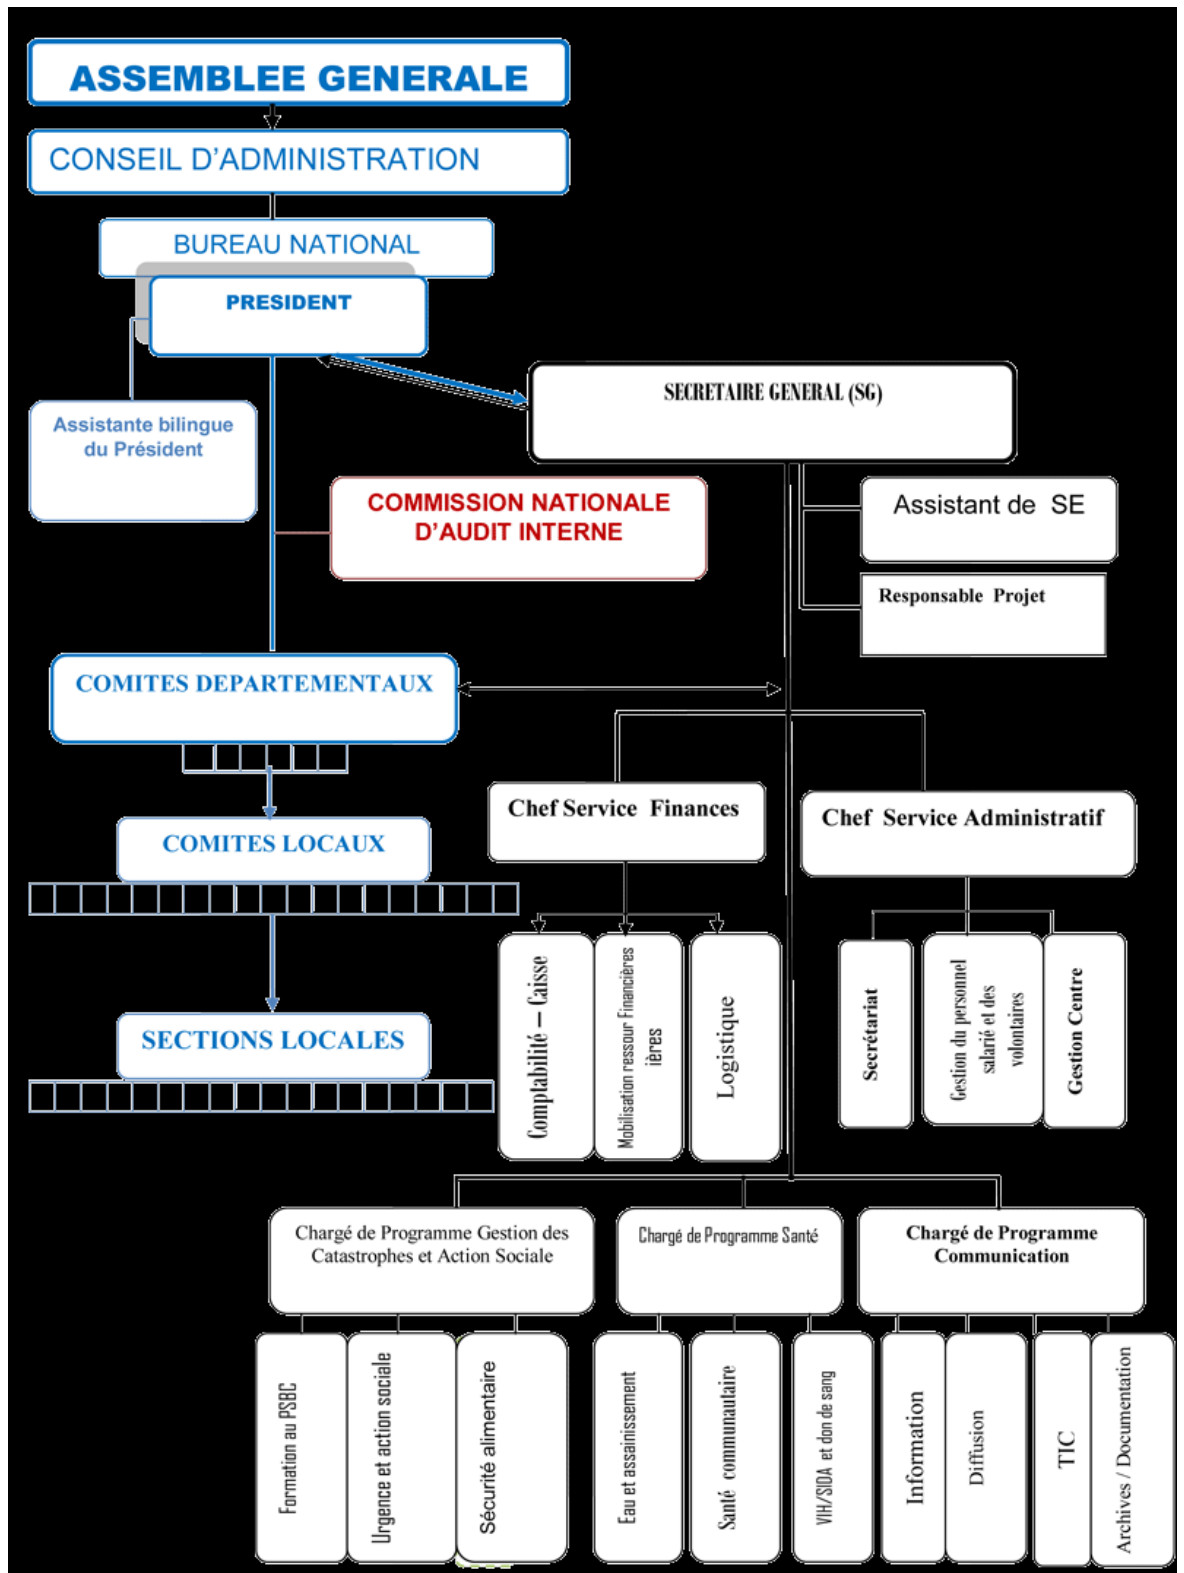 ASSEMBLEE GENERALE
CONSEIL D'ADMINISTRATION
BUREAU NATIONAL
PRESIDENT
SECRETAIRE GENERAL (SG)
Assistante bilingue
du Président
COMMISSION NATIONALE
D'AUDIT INTERNE
Assistant de SE
Responsable Projet
COMITES DEPARTEMENTAUX
Chef Service Finances
Chef Service Administratif
COMITES LOCAUX
SECTIONS LOCALES
Comptabilité – Caisse
Mobilisation ressour Financières
ières
Logistique
Secrétariat
Gestion du personnel
salarié et des
volontaires
Gestion Centre
Chargé de Programme Gestion des
Catastrophes et Action Sociale
Chargé de Programme Santé
Chargé de Programme
Communication
Formation au PSBC
Urgence et action sociale
Sécurité alimentaire
Eau et assainissement
Santé communautaire
VIH/SIDA et don de sang
Information
Diffusion
TIC
Archives / Documentation